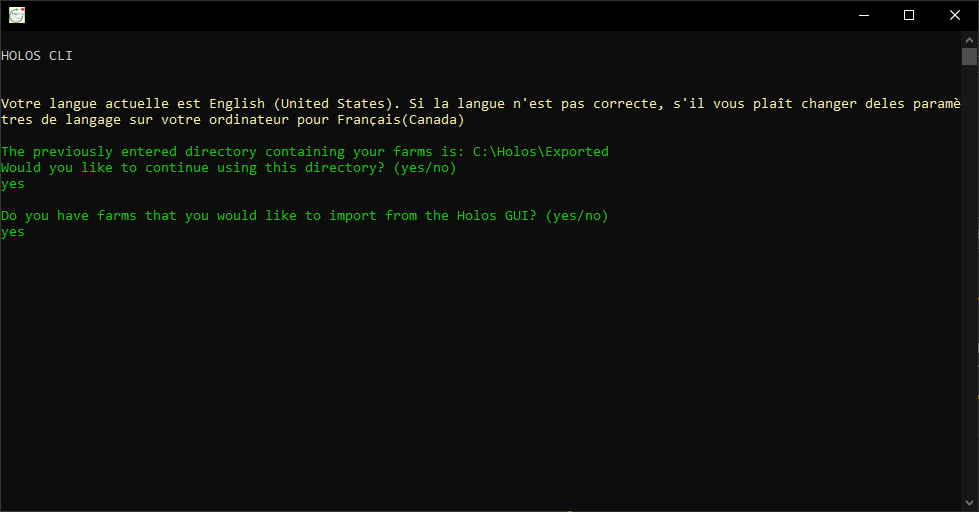 HOLOS CLI
Votre langue actuelle est English (United States). Si la langue n'est pas correcte, s'il vous plaît changer deles paramè
tres de langage sur votre ordinateur pour Français(Canada)
The previously entered directory containing your farms is: C:\Holos\Exported
Would you like to continue using this directory? (yes/no)
yes
Do you have farms that you would like to import from the Holos GUI? (yes/no)
yes